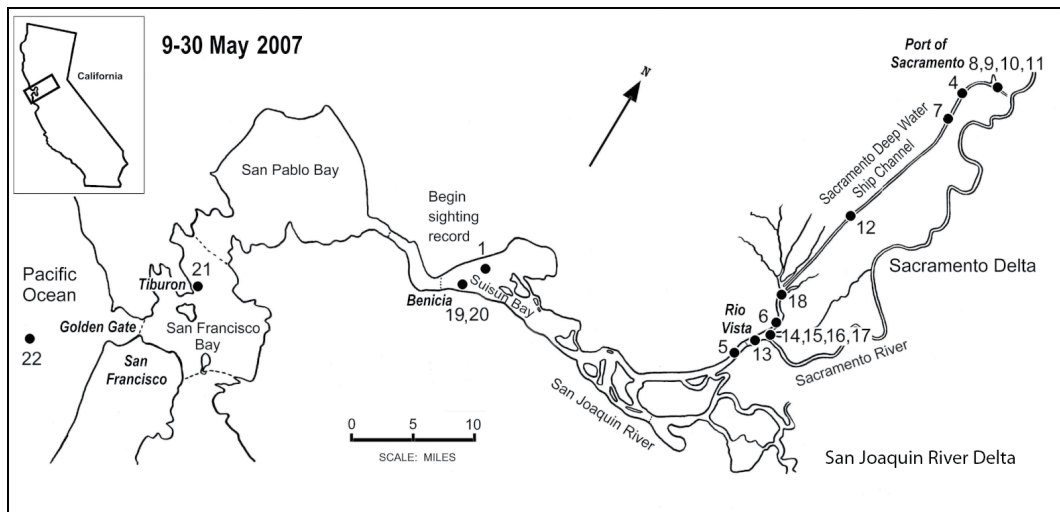 California
9-30 May 2007
N
Port of
Sacramento
8,9,10,11
4
7
Sacramento Deep Water
Ship Channel
12
San Pablo Bay
Begin
sighting
record
1
Suisun Bay
Benicia
19,20
Pacific
Ocean
22
21
Tiburon
Golden Gate
San Francisco
Bay
San
Francisco
Sacramento Delta
18
6
Rio
Vista
5
13
14,15,16,17
Sacramento River
San Joaquin River
0 5 10
SCALE: MILES
San Joaquin River Delta